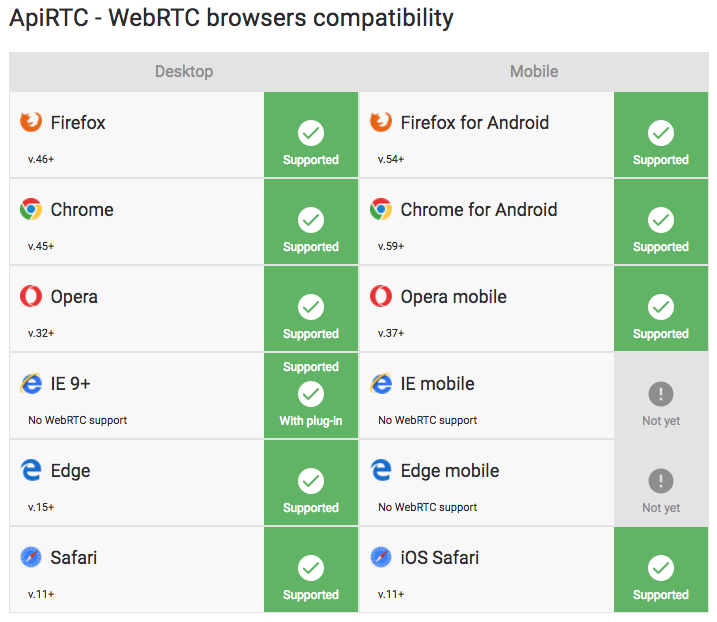 ApiRTC - WebRTC browsers compatibility
Desktop
Mobile
Firefox
v.46+
Supported
Firefox for Android
v.54+
Supported
Chrome
v.45+
Supported
Chrome for Android
v.59+
Supported
Opera
v.32+
Supported
Opera mobile
v.37+
Supported
IE 9+
No WebRTC support
Supported
With plug-in
IE mobile
No WebRTC support
Not yet
Edge
v.15+
Supported
Edge mobile
No WebRTC support
Not yet
Safari
v.11+
Supported
iOS Safari
v.11+
Supported